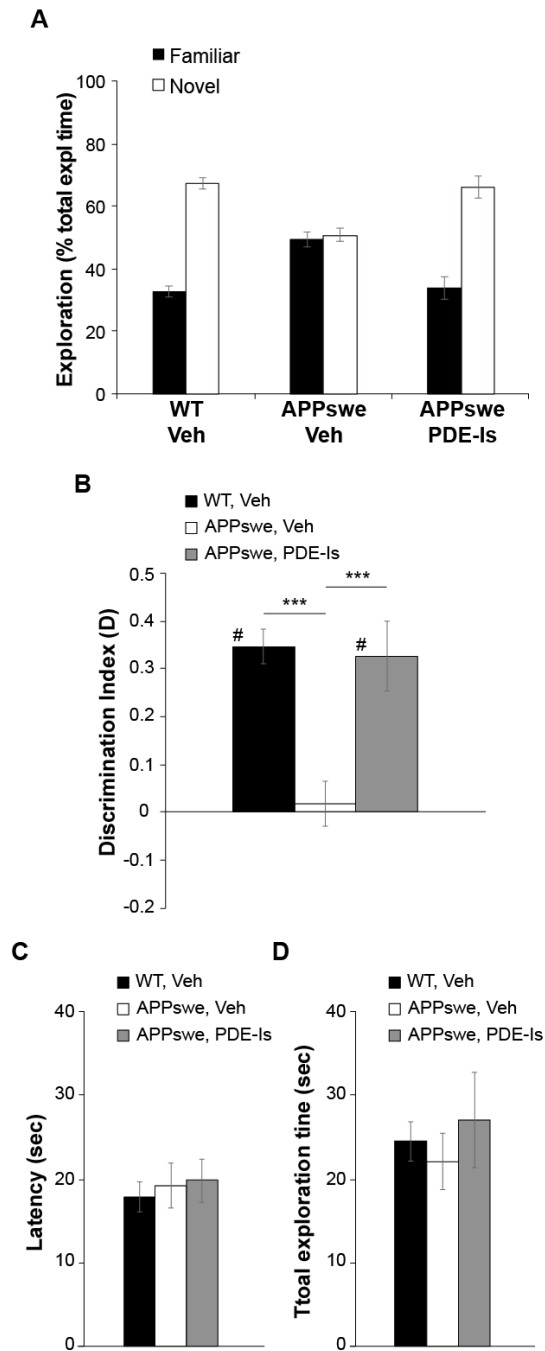 A
Familiar
Novel
Exploration (% total expl time)
100
80
60
40
20
0
WT
Veh
APPswe
Veh
APPswe
PDE-Is
B
WT, Veh
APPswe, Veh
APPswe, PDE-Is
Discrimination Index (D)
0.5
0.4
0.3
0.2
0.1
0
-0.1
-0.2
#
***
***
#
C
WT, Veh
APPswe, Veh
APPswe, PDE-Is
Latency (sec)
40
30
20
10
0
D
WT, Veh
APPswe, Veh
APPswe, PDE-Is
Ttoal exploration tine (sec)
40
30
20
10
0